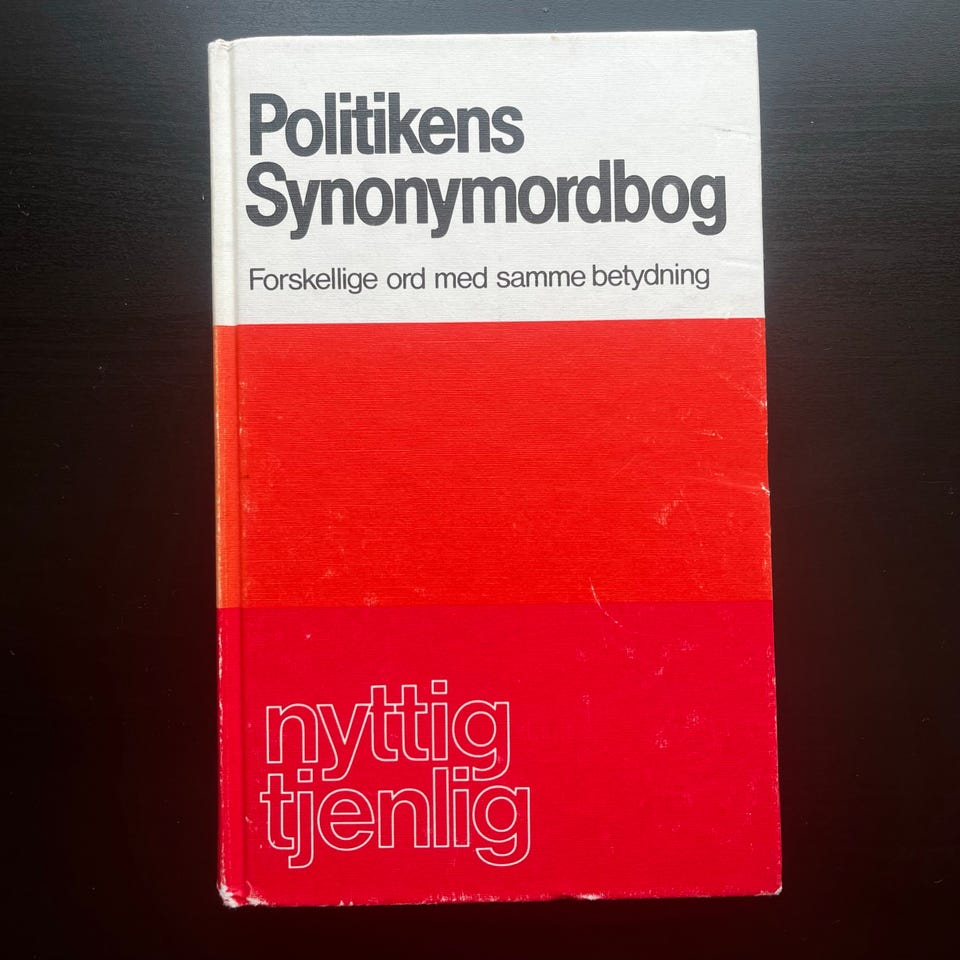 Politikens
Synonymordbog
Forskellige ord med samme betydning
nyttig
tjenlig